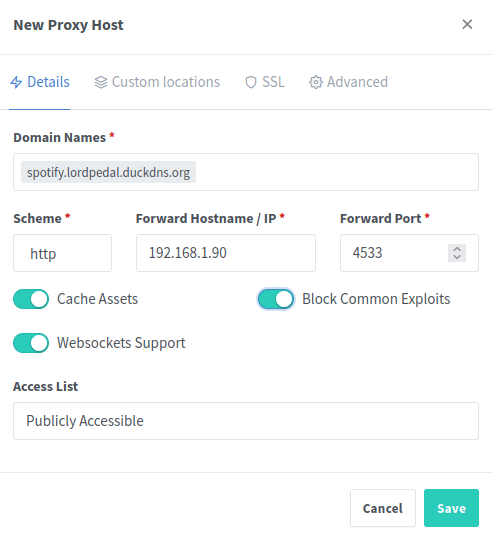 New Proxy Host ×
Details Custom locations SSL Advanced
Domain Names *
spotify.lordpedal.duckdns.org
Scheme * Forward Hostname / IP * Forward Port *
http 192.168.1.90 4533
Cache Assets Block Common Exploits
Websockets Support
Access List
Publicly Accessible
Cancel Save